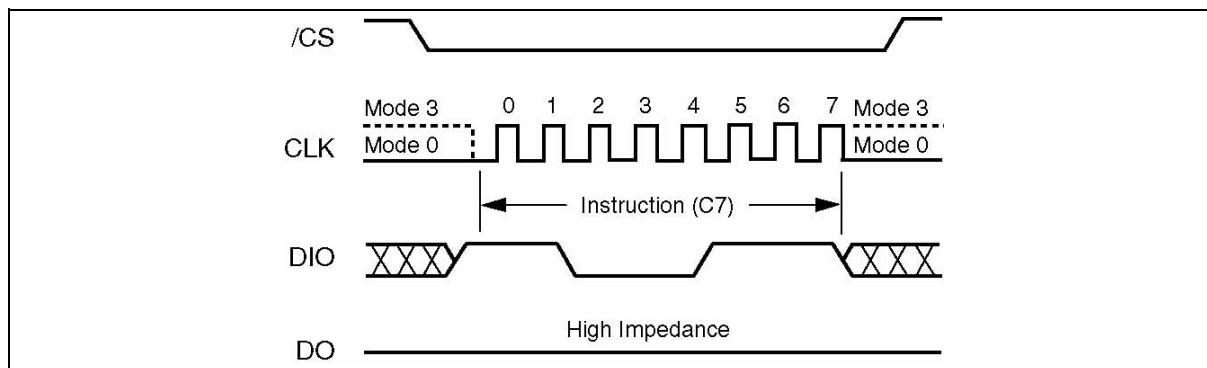 /CS
Mode 3 0 1 2 3 4 5 6 7 Mode 3
CLK Mode 0 Mode 0
Instruction (C7)
DIO
High Impedance
DO